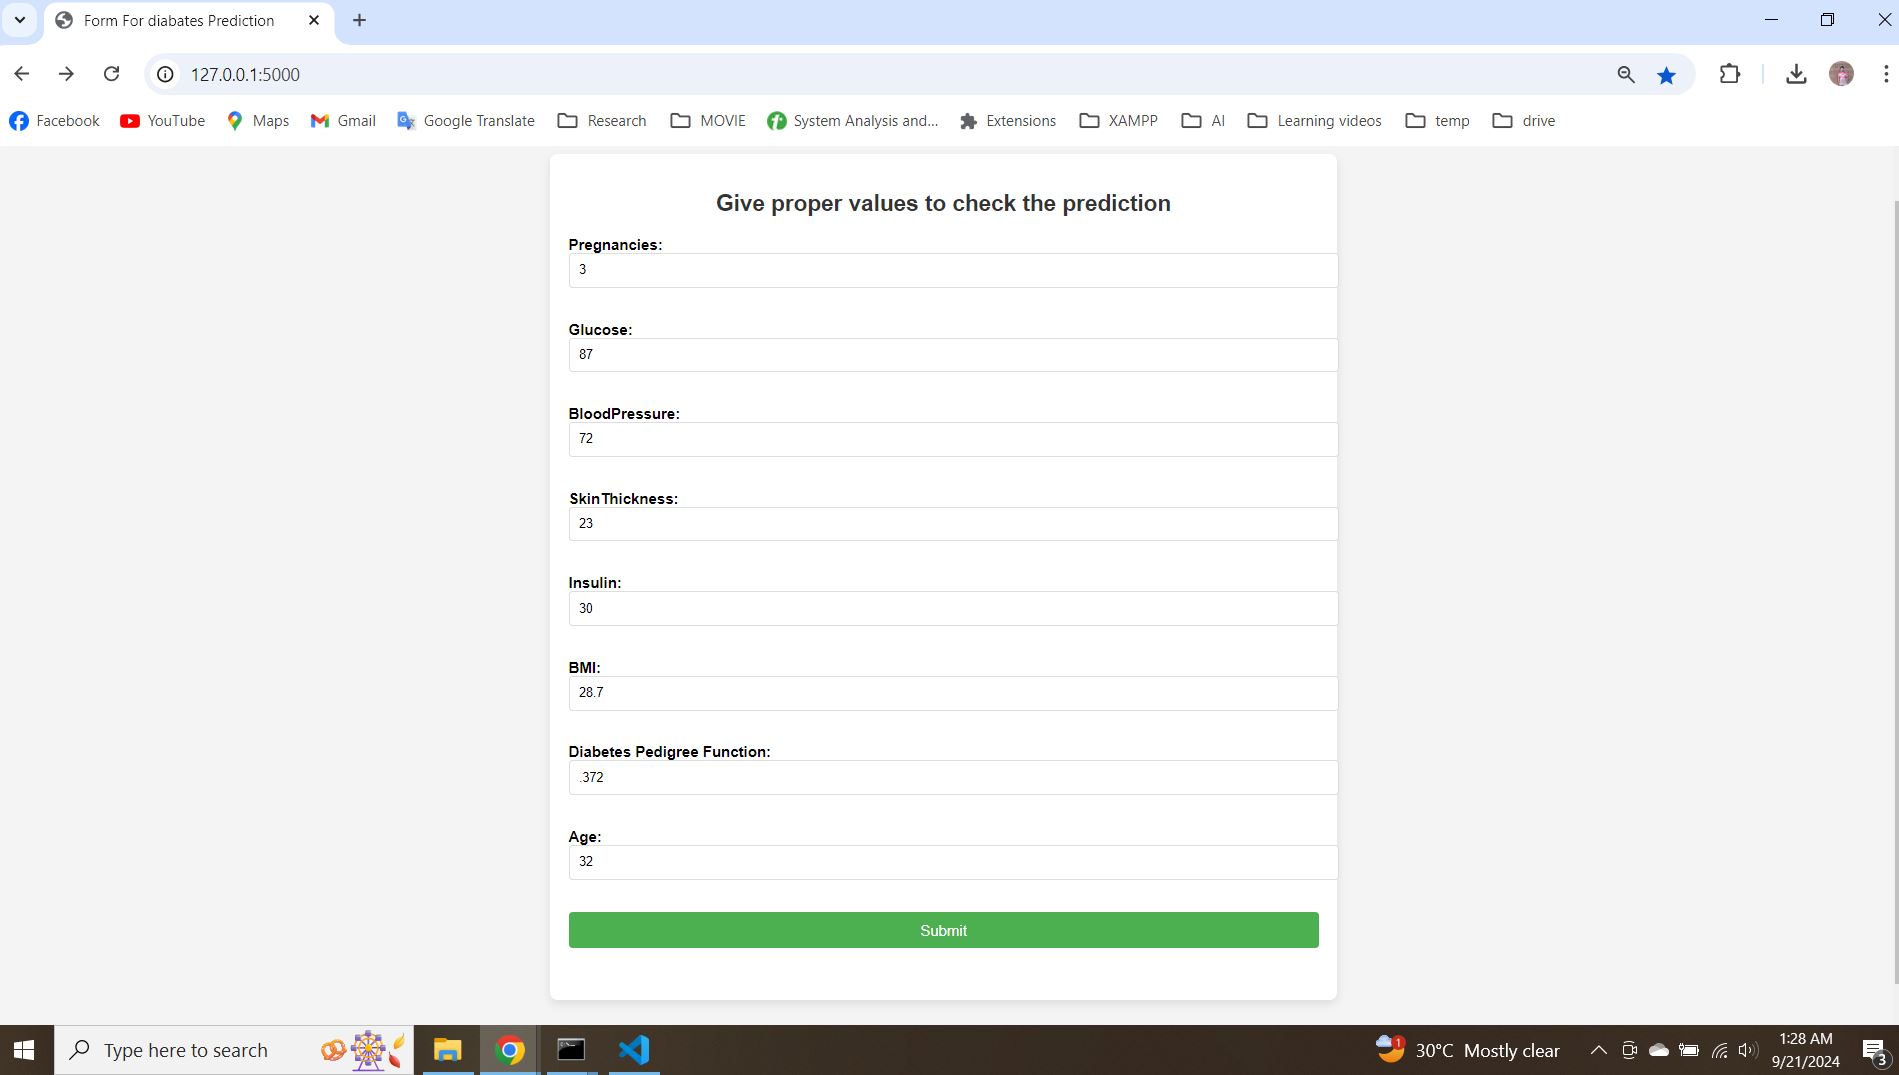 Form For diabates Prediction
127.0.0.1:5000
Facebook YouTube Maps Gmail Google Translate Research MOVIE System Analysis and... Extensions XAMPP AI Learning videos temp drive
Give proper values to check the prediction
Pregnancies:
3
Glucose:
87
BloodPressure:
72
SkinThickness:
23
Insulin:
30
BMI:
28.7
Diabetes Pedigree Function:
.372
Age:
32
Submit
Type here to search
1
30°C Mostly clear
1:28 AM
9/21/2024
3